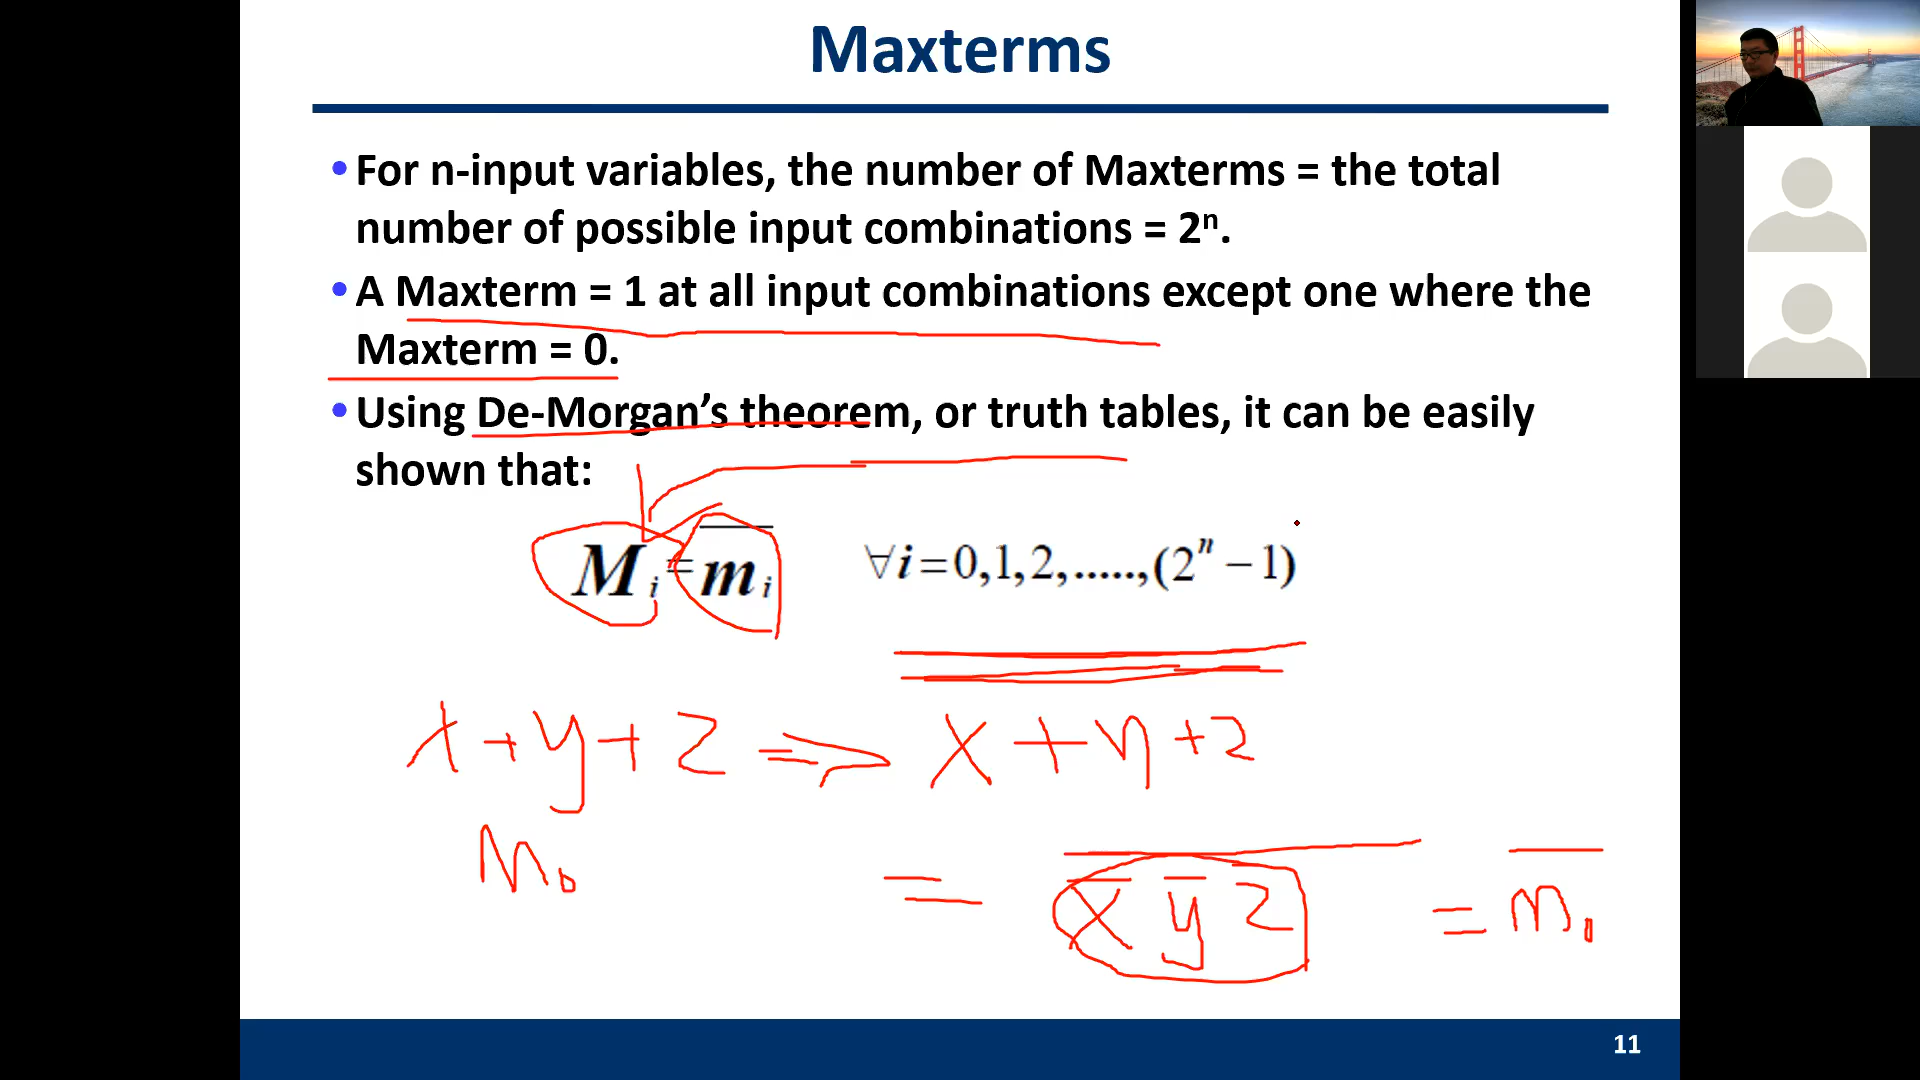 Maxterms
•For n-input variables, the number of Maxterms = the total
number of possible input combinations = 2ⁿ.
•A Maxterm = 1 at all input combinations except one where the
Maxterm = 0.
•Using De-Morgan’s theorem, or truth tables, it can be easily
shown that:
Mᵢ = m̅ᵢ ∀i=0,1,2,.....,(2ⁿ−1)
x+y+z ⇒ x+y+z
M₀
= \overline{x̅ y̅ z̅} = m̅₀
11